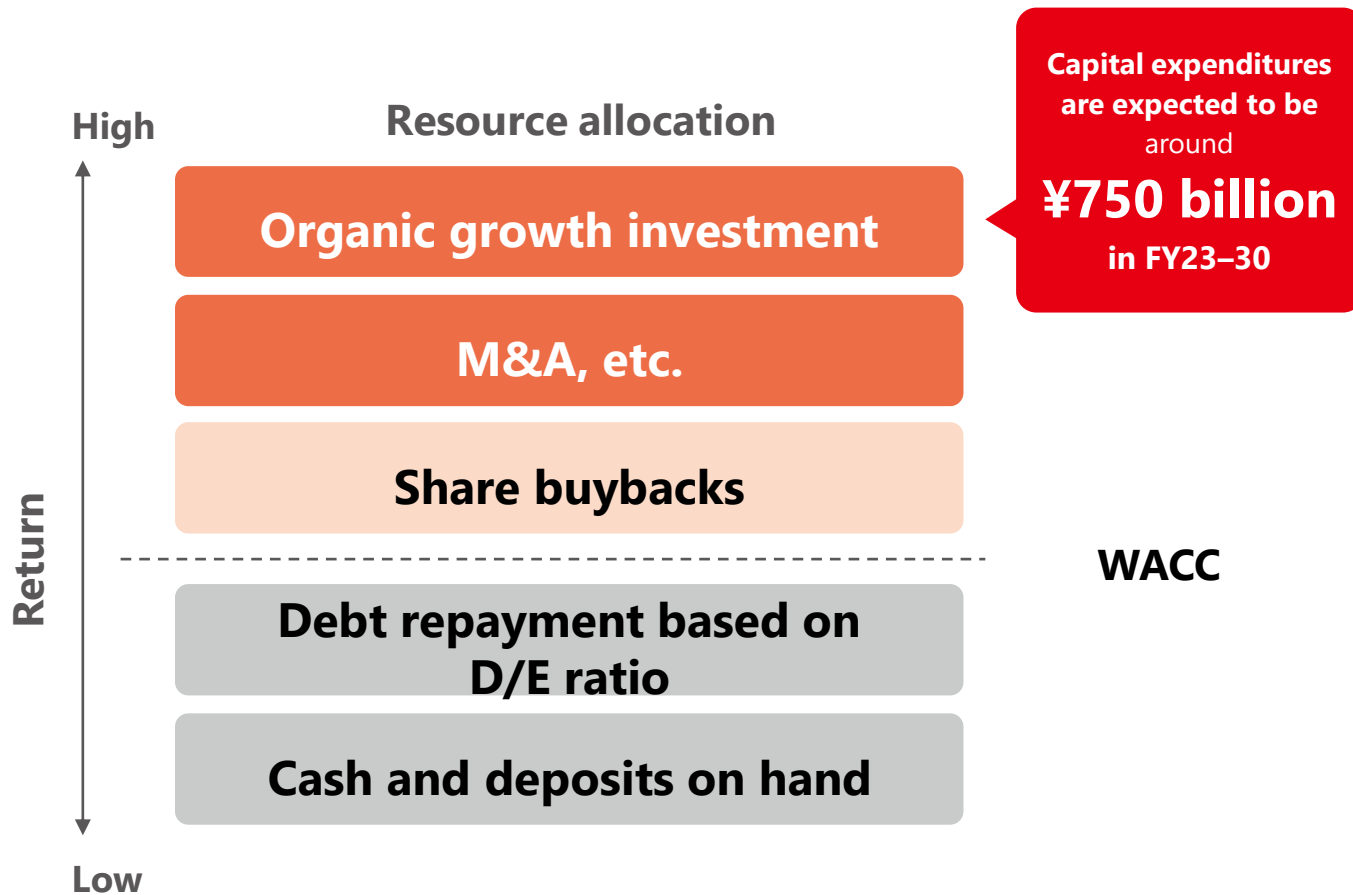 High
Resource allocation
Capital expenditures
are expected to be
around
¥750 billion
in FY23–30
Organic growth investment
M&A, etc.
Share buybacks
Return
WACC
Debt repayment based on
D/E ratio
Cash and deposits on hand
Low